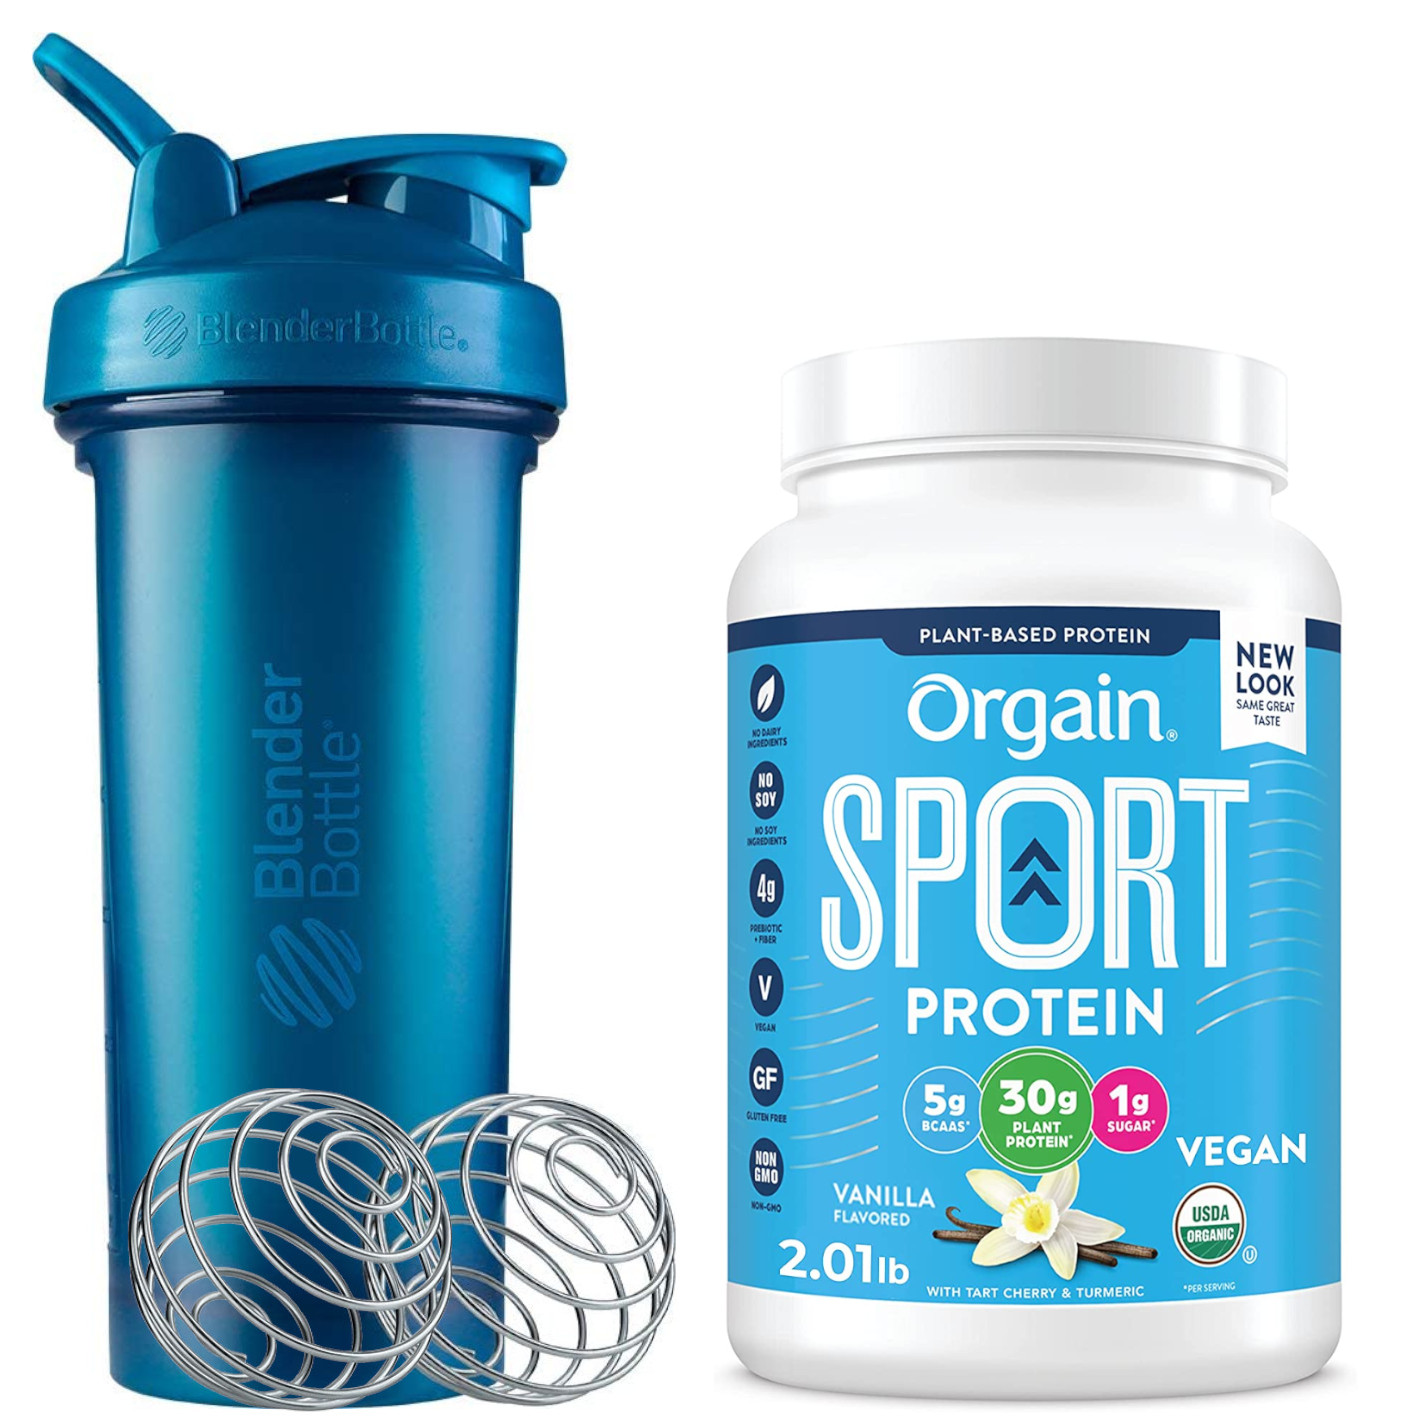 BlenderBottle®
Blender
Bottle®
PLANT-BASED PROTEIN
NEW
LOOK
SAME GREAT
TASTE
Orgain®
SPORT
PROTEIN
NO DAIRY
INGREDIENTS
NO
SOY
NO SOY
INGREDIENTS
4g
PREBIOTIC
+ FIBER
V
VEGAN
GF
GLUTEN FREE
NON
GMO
NON-GMO
5g
BCAAS*
30g
PLANT
PROTEIN*
1g
SUGAR*
VEGAN
VANILLA
FLAVORED
USDA
ORGANIC
U
2.01lb
WITH TART CHERRY & TURMERIC
*PER SERVING